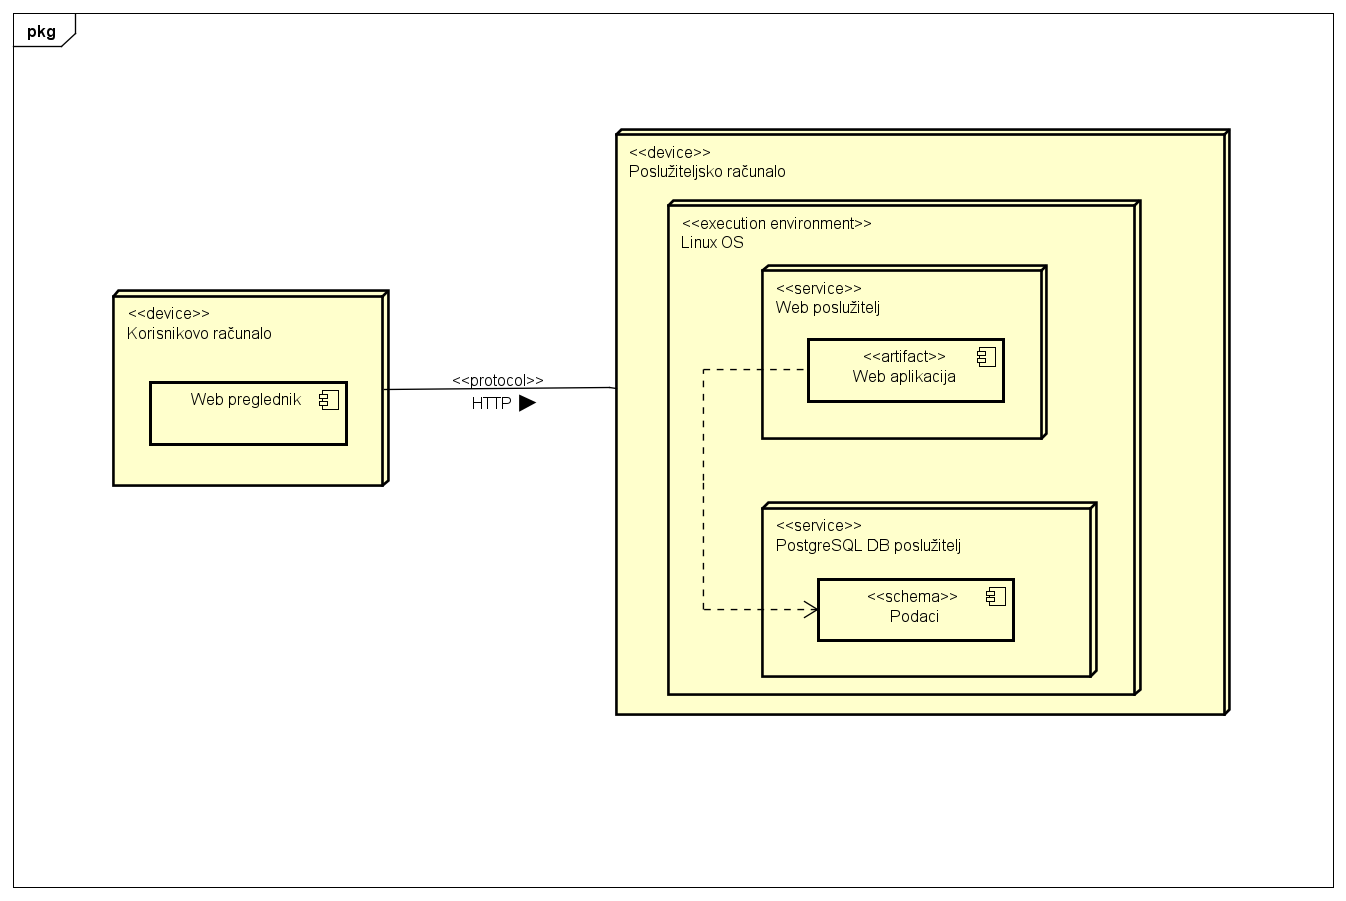 pkg
<<device>>
Korisnikovo računalo
Web preglednik
<<protocol>>
HTTP
<<device>>
Poslužiteljsko računalo
<<execution environment>>
Linux OS
<<service>>
Web poslužitelj
<<artifact>>
Web aplikacija
<<service>>
PostgreSQL DB poslužitelj
<<schema>>
Podaci